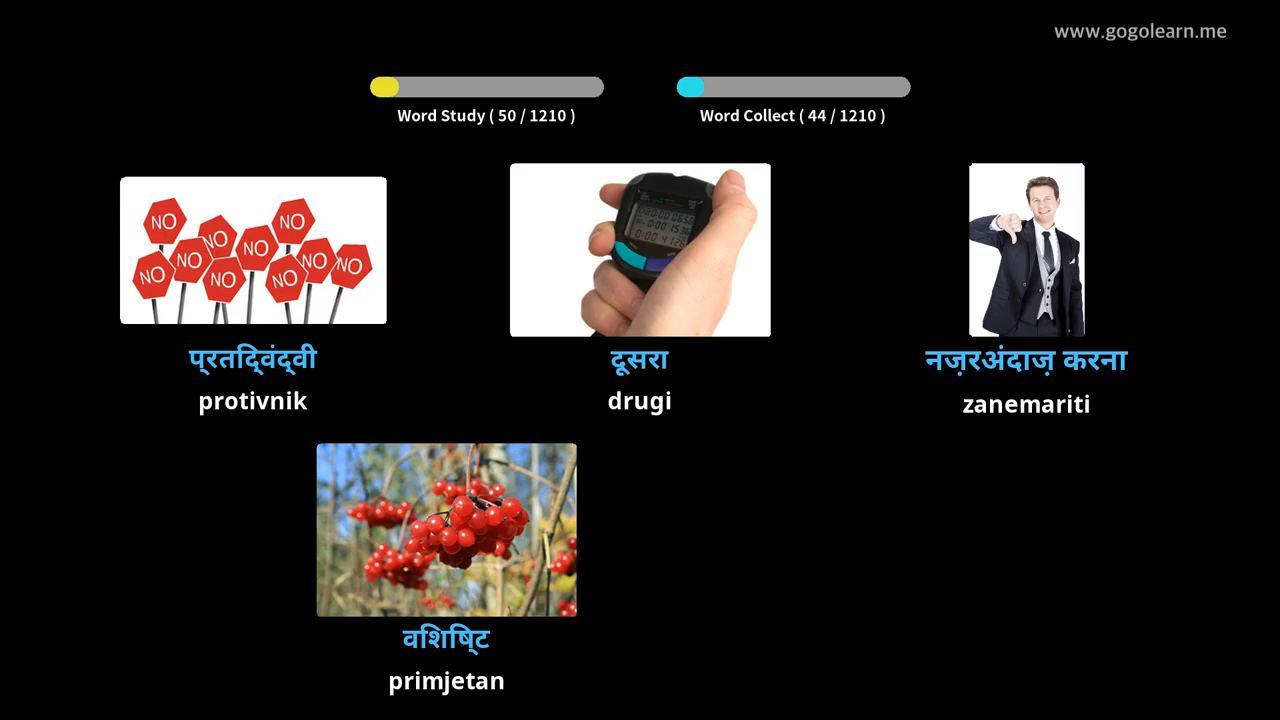 www.gogolearn.me
Word Study ( 50 / 1210 )
Word Collect ( 44 / 1210 )
NO NO
NO NO
NO NO NO
NO NO NO
प्रतद्विंद्वी
protivnik
दूसरा
drugi
नज़रअंदाज़ करना
zanemariti
वशिष्टि
primjetan